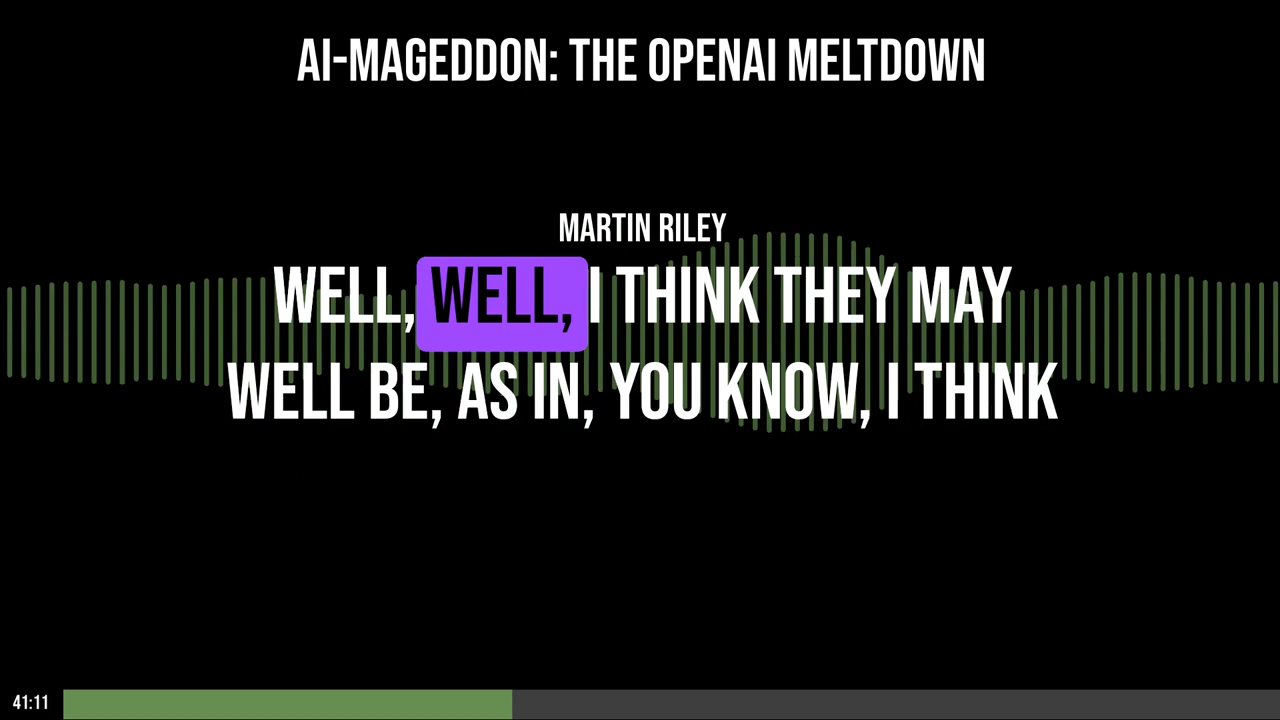 AI-MAGEDDON: THE OPENAI MELTDOWN
MARTIN RILEY
WELL, WELL, I THINK THEY MAY
WELL BE, AS IN, YOU KNOW, I THINK
41:11